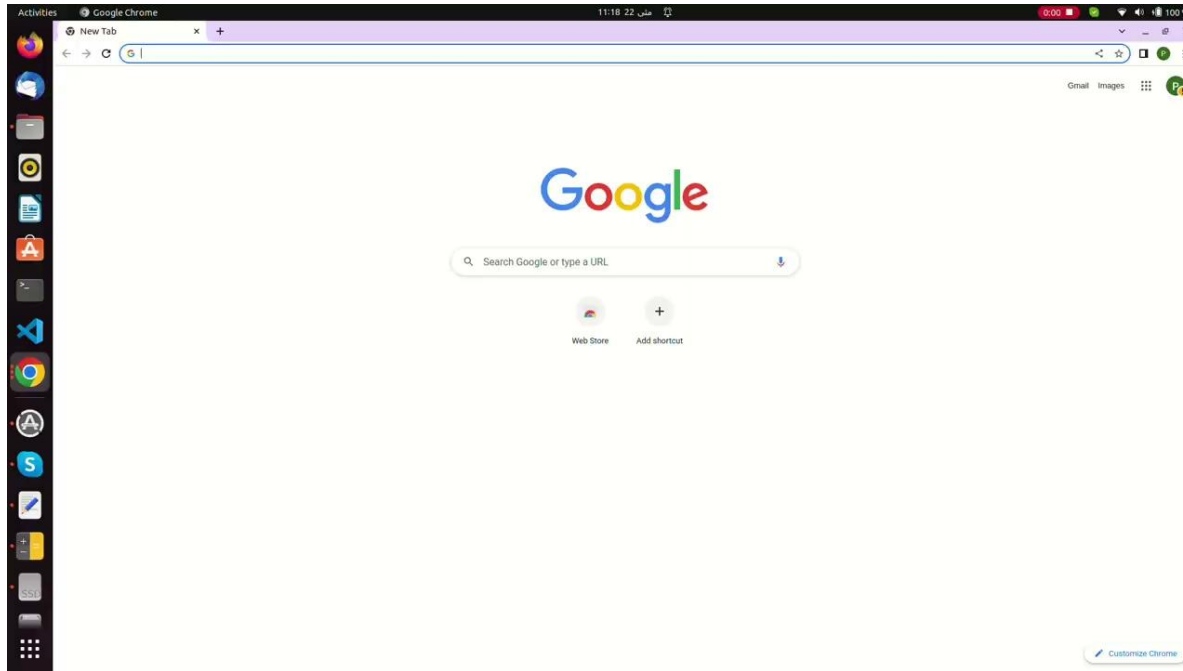 Activities Google Chrome 11:18 22 مئی 0:00 100
New Tab
G
Gmail Images
P
Google
Search Google or type a URL
Web Store Add shortcut
>_
S
SSD
Customize Chrome